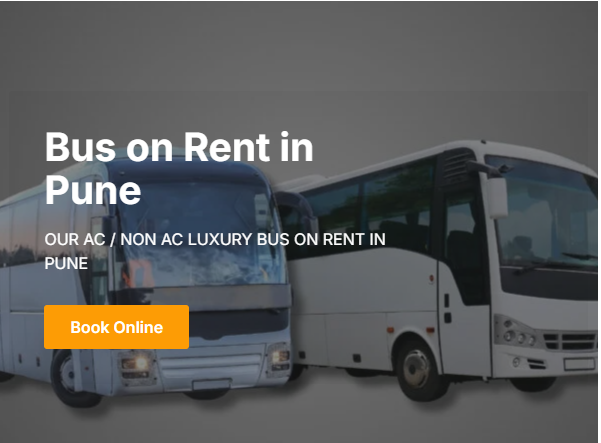 Bus on Rent in
Pune
OUR AC / NON AC LUXURY BUS ON RENT IN
PUNE
Book Online